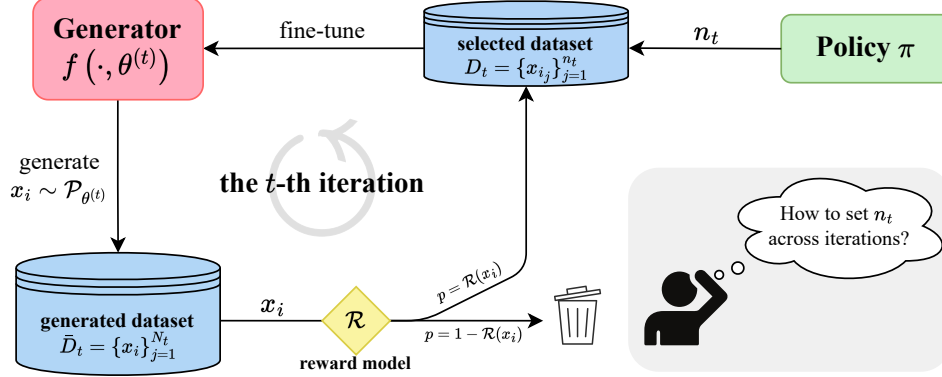 Generator
f (·, θ^(t))
fine-tune
selected dataset
D_t = {x_{i_j}}_{j=1}^{n_t}
n_t
Policy π
generate
x_i ∼ P_{θ^(t)}
the t-th iteration
How to set n_t
across iterations?
generated dataset
D̄_t = {x_i}_{j=1}^{N_t}
x_i
R
reward model
p = R(x_i)
p = 1 − R(x_i)